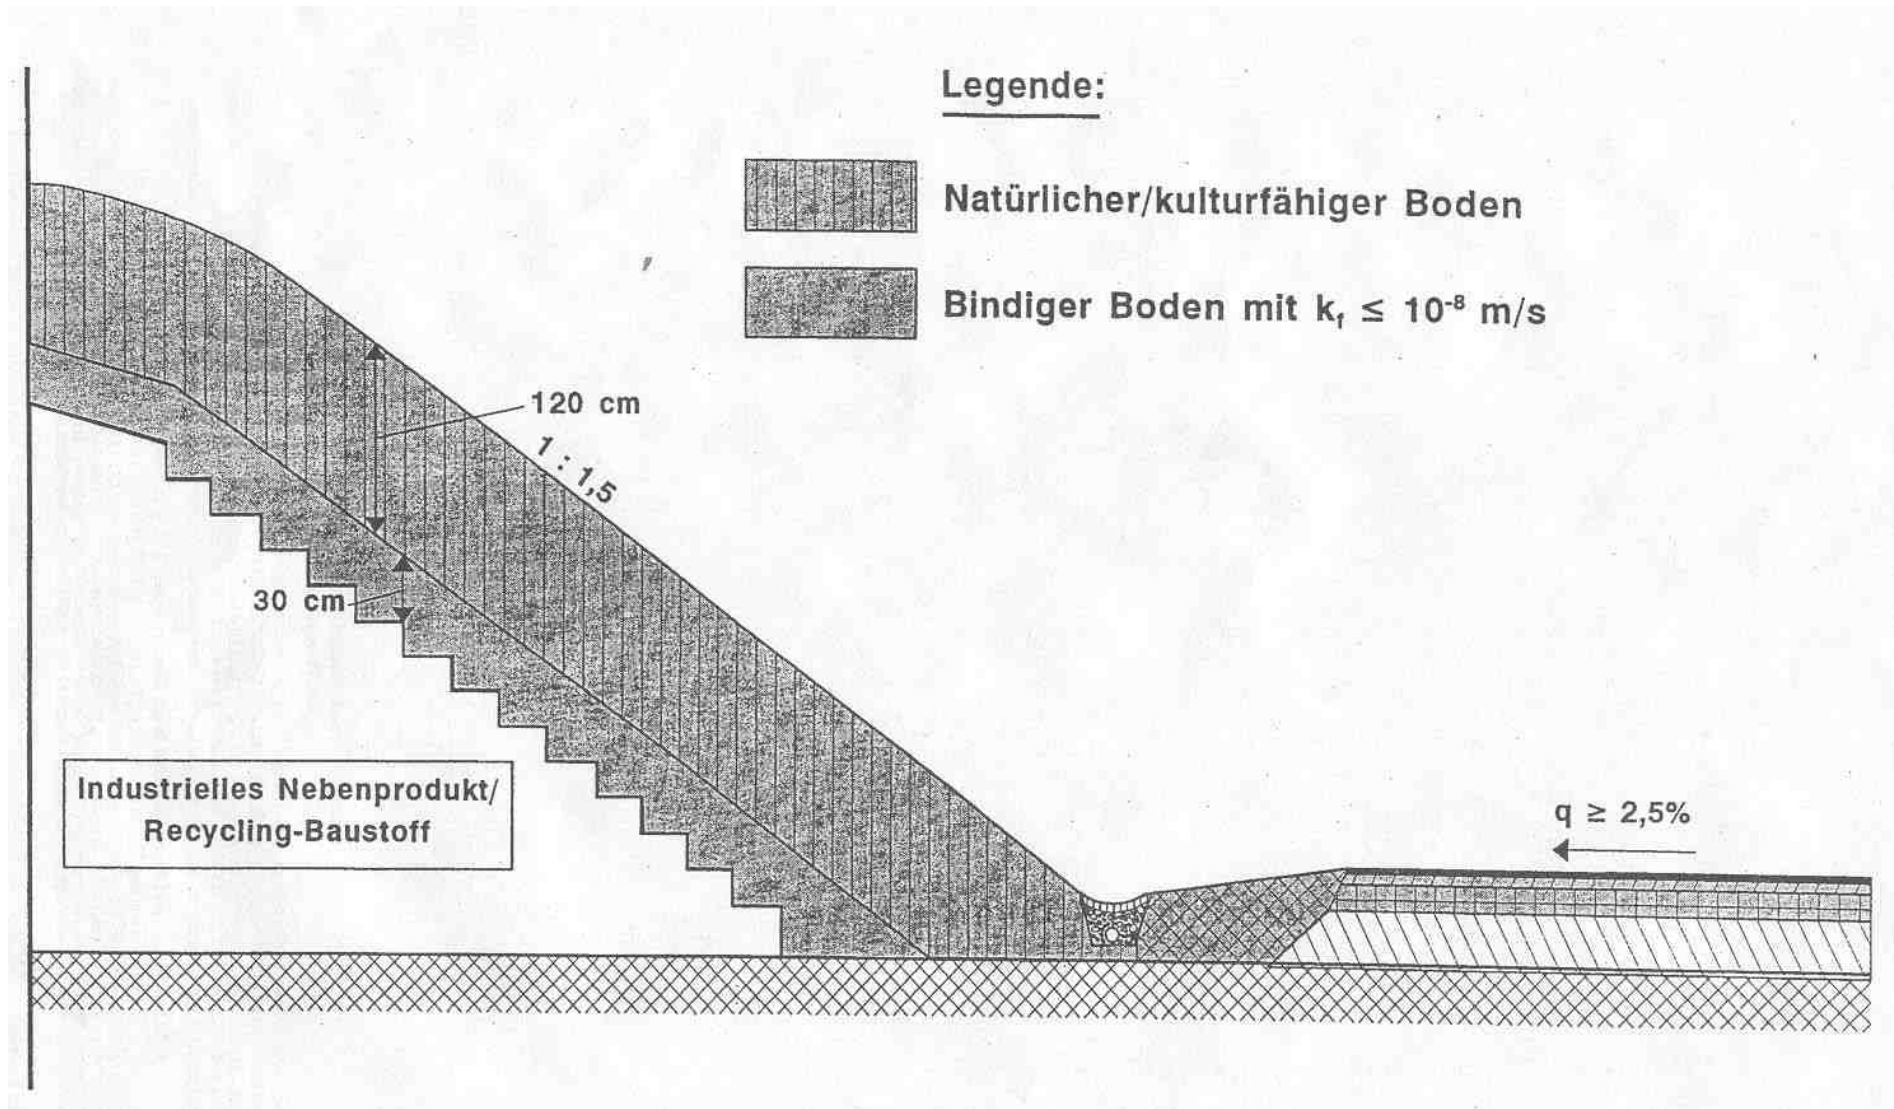 Legende:
Natürlicher/kulturfähiger Boden
Bindiger Boden mit kf ≤ 10⁻⁸ m/s
120 cm
1 : 1,5
30 cm
Industrielles Nebenprodukt/
Recycling-Baustoff
q ≥ 2,5%